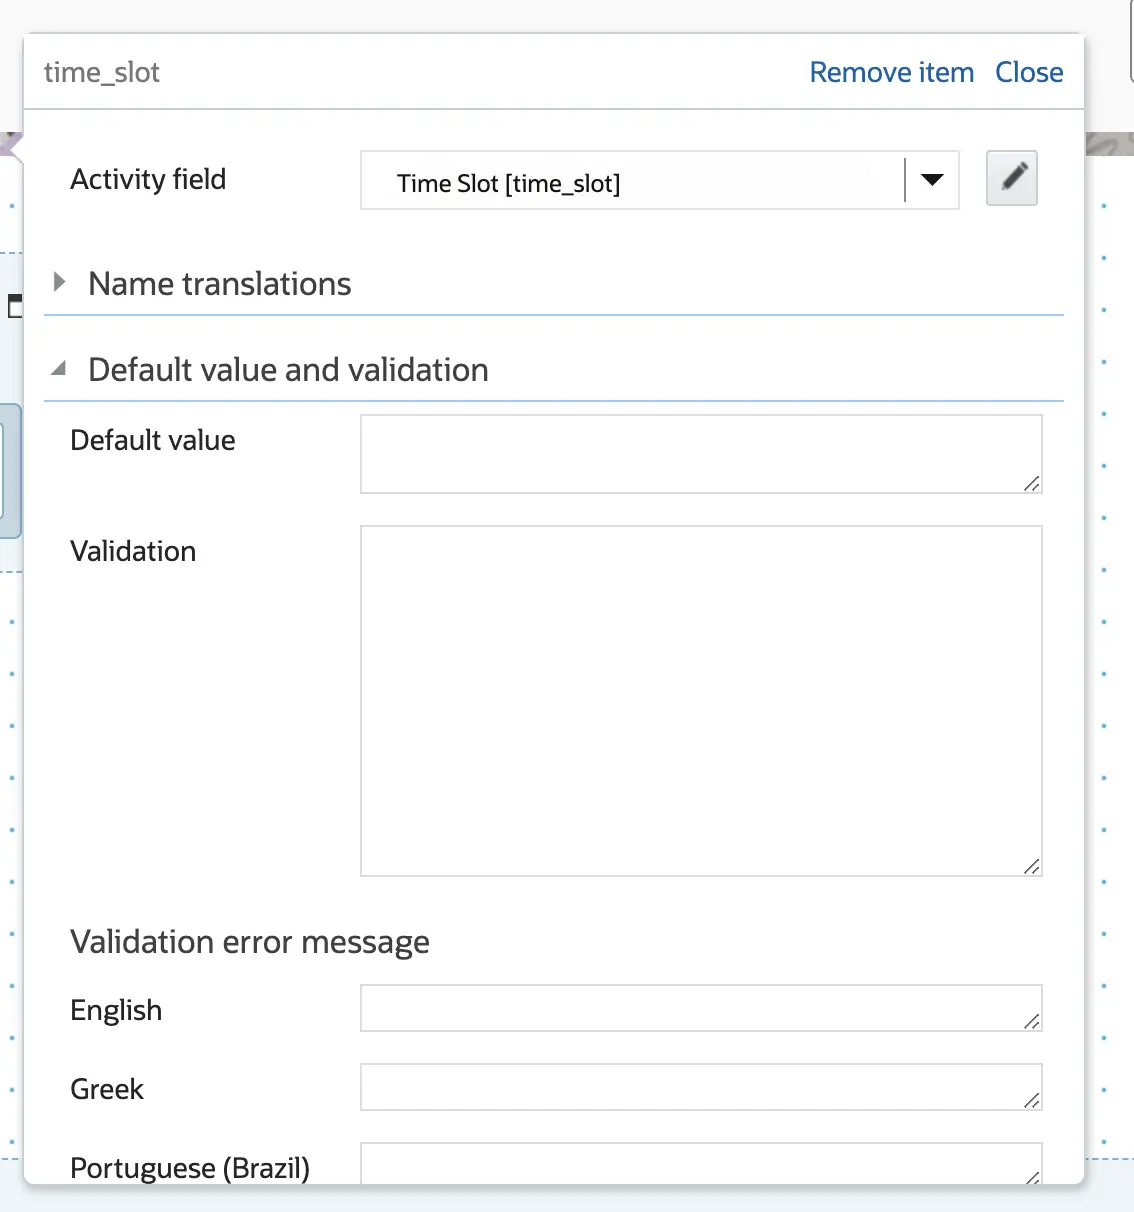 time_slot
Remove item Close
Activity field
Time Slot [time_slot]
Name translations
Default value and validation
Default value
Validation
Validation error message
English
Greek
Portuguese (Brazil)